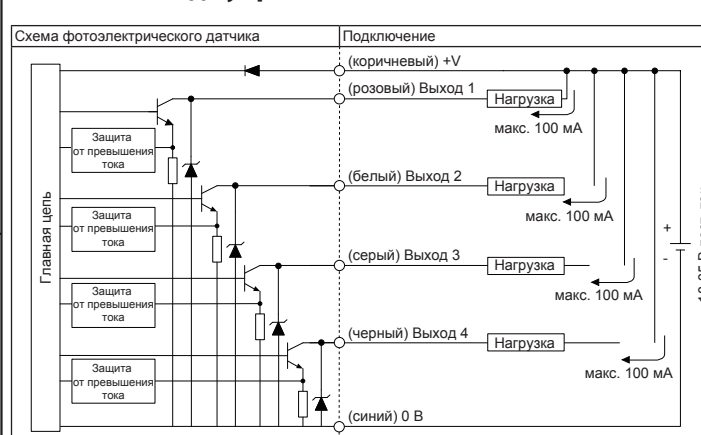 Схема фотоэлектрического датчика
Подключение
(коричневый) +V
(розовый) Выход 1
Нагрузка
макс. 100 мА
Защита
от превышения
тока
(белый) Выход 2
Нагрузка
макс. 100 мА
Защита
от превышения
тока
Главная цепь
(серый) Выход 3
Нагрузка
макс. 100 мА
Защита
от превышения
тока
+
-
(черный) Выход 4
Нагрузка
макс. 100 мА
Защита
от превышения
тока
(синий) 0 В